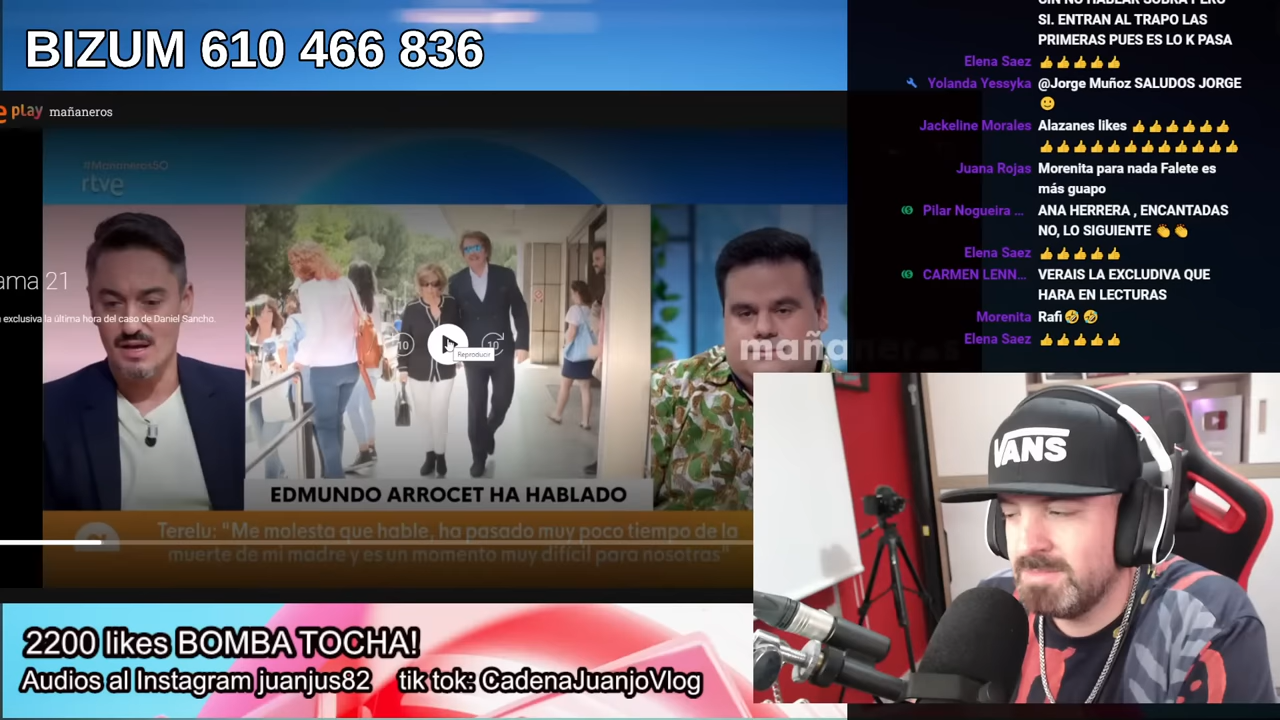 BIZUM 610 466 836
e play mañaneros
#MañanerosSO
rtve
ama 21
exclusiva la última hora del caso de Daniel Sancho.
10
10
Reproducir
mañaneros
EDMUNDO ARROCET HA HABLADO
Terelu: "Me molesta que hable, ha pasado muy poco tiempo de la
muerte de mi madre y es un momento muy difícil para nosotras"
2200 likes BOMBA TOCHA!
Audios al Instagram juanjus82 tik tok: CadenaJuanjoVlog
SI. ENTRAN AL TRAPO LAS
PRIMERAS PUES ES LO K PASA
Elena Saez 👍👍👍👍👍
Yolanda Yessyka @Jorge Muñoz SALUDOS JORGE
🙂
Jackeline Morales Alazanes likes 👍👍👍👍👍👍
👍👍👍👍👍👍👍👍👍👍👍👍
Juana Rojas Morenita para nada Falete es
más guapo
Pilar Nogueira ... ANA HERRERA , ENCANTADAS
NO, LO SIGUIENTE 👏👏
Elena Saez 👍👍👍👍👍
CARMEN LENN... VERAIS LA EXCLUDIVA QUE
HARA EN LECTURAS
Morenita Rafi🤣🤣
Elena Saez 👍👍👍👍👍
VANS